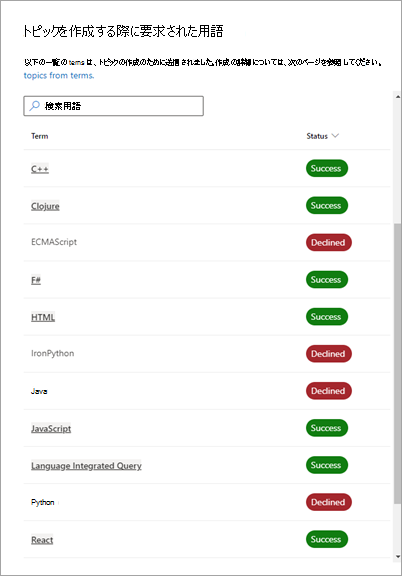 トピックを作成する際に要求された用語
以下の一覧の terms は、トピックの作成のために送信されました。作成の詳細については、次のページを参照してください。
topics from terms.
検索用語
Term Status
C++ Success
Clojure Success
ECMAScript Declined
F# Success
HTML Success
IronPython Declined
Java Declined
JavaScript Success
Language Integrated Query Success
Python Declined
React Success